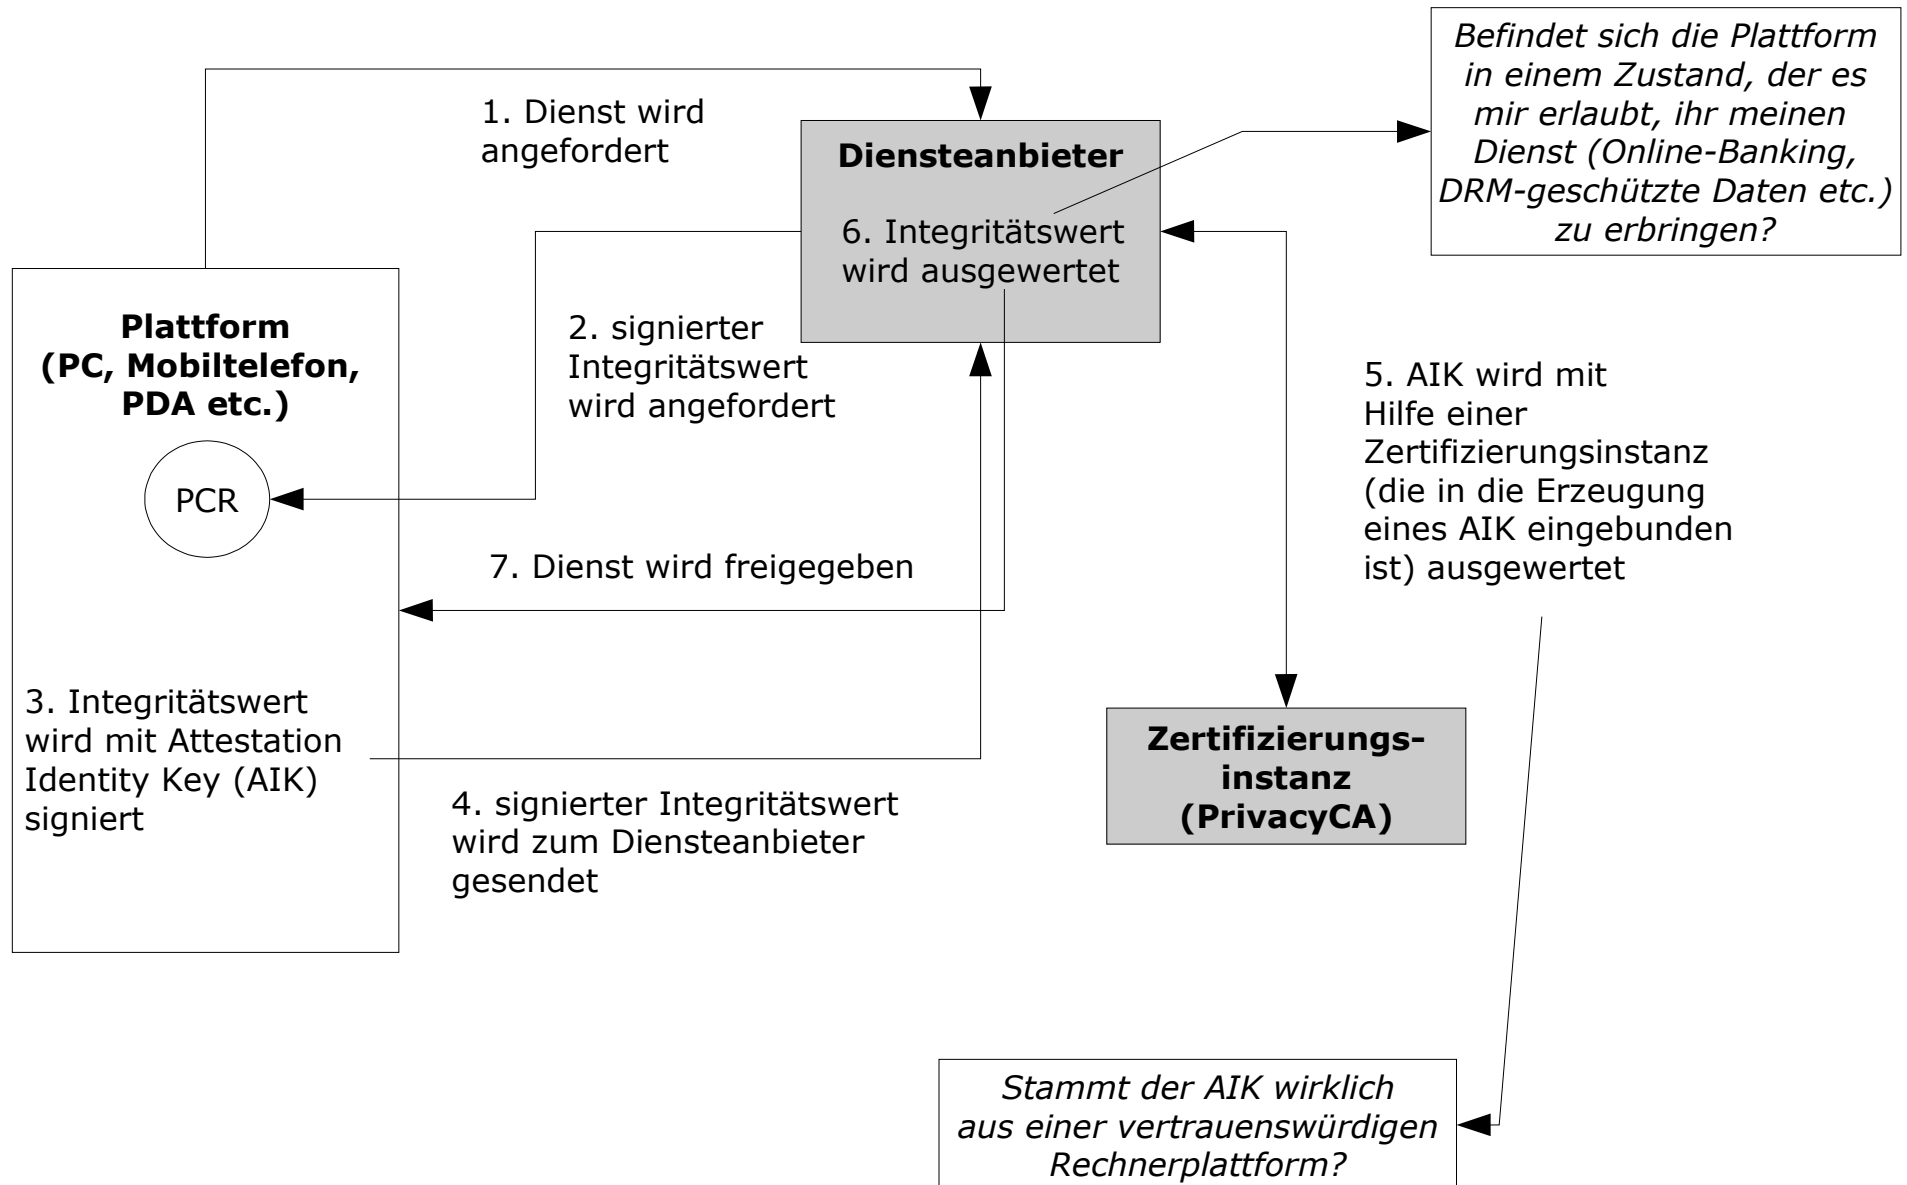 1. Dienst wird
angefordert
Diensteanbieter
6. Integritätswert
wird ausgewertet
Befindet sich die Plattform
in einem Zustand, der es
mir erlaubt, ihr meinen
Dienst (Online-Banking,
DRM-geschützte Daten etc.)
zu erbringen?
Plattform
(PC, Mobiltelefon,
PDA etc.)
PCR
2. signierter
Integritätswert
wird angefordert
7. Dienst wird freigegeben
3. Integritätswert
wird mit Attestation
Identity Key (AIK)
signiert
4. signierter Integritätswert
wird zum Diensteanbieter
gesendet
5. AIK wird mit
Hilfe einer
Zertifizierungsinstanz
(die in die Erzeugung
eines AIK eingebunden
ist) ausgewertet
Zertifizierungs-
instanz
(PrivacyCA)
Stammt der AIK wirklich
aus einer vertrauenswürdigen
Rechnerplattform?